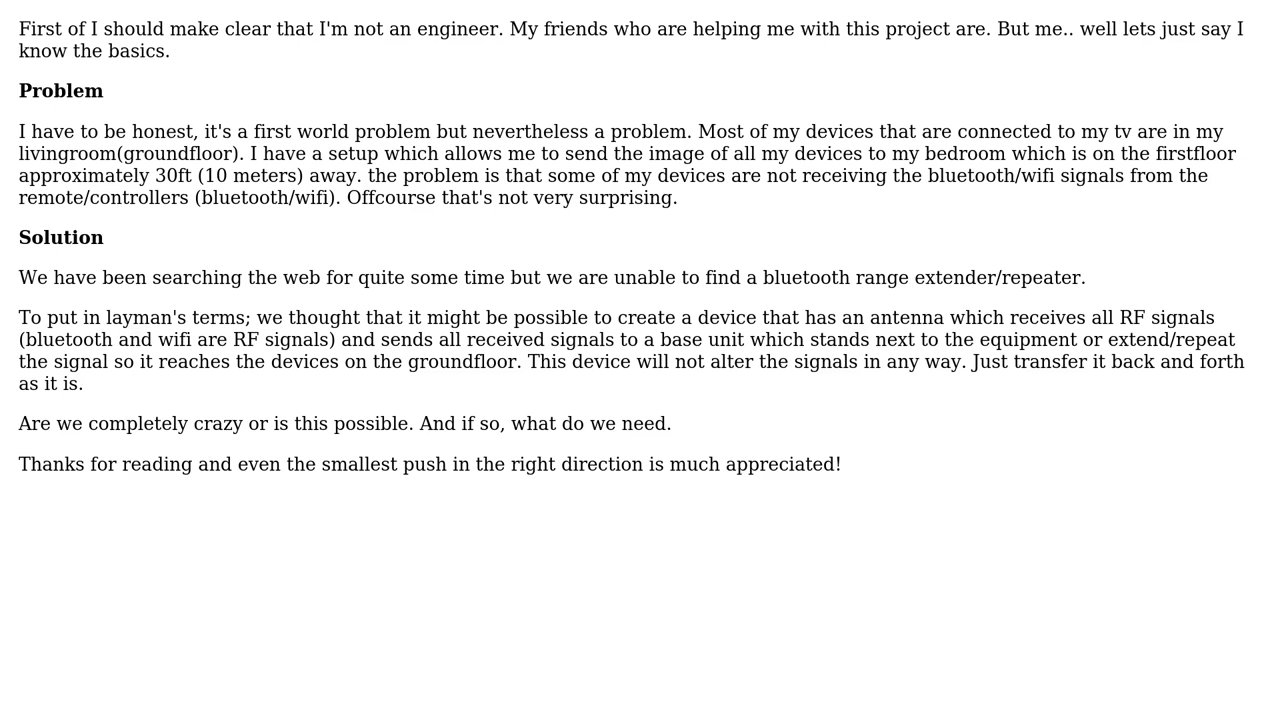 First of I should make clear that I'm not an engineer. My friends who are helping me with this project are. But me.. well lets just say I
know the basics.
Problem
I have to be honest, it's a first world problem but nevertheless a problem. Most of my devices that are connected to my tv are in my
livingroom(groundfloor). I have a setup which allows me to send the image of all my devices to my bedroom which is on the firstfloor
approximately 30ft (10 meters) away. the problem is that some of my devices are not receiving the bluetooth/wifi signals from the
remote/controllers (bluetooth/wifi). Offcourse that's not very surprising.
Solution
We have been searching the web for quite some time but we are unable to find a bluetooth range extender/repeater.
To put in layman's terms; we thought that it might be possible to create a device that has an antenna which receives all RF signals
(bluetooth and wifi are RF signals) and sends all received signals to a base unit which stands next to the equipment or extend/repeat
the signal so it reaches the devices on the groundfloor. This device will not alter the signals in any way. Just transfer it back and forth
as it is.
Are we completely crazy or is this possible. And if so, what do we need.
Thanks for reading and even the smallest push in the right direction is much appreciated!